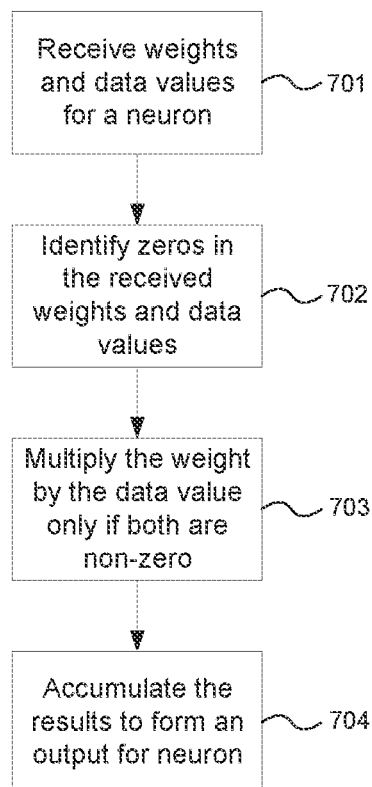 Receive weights
and data values
for a neuron
701
Identify zeros in
the received
weights and data
values
702
Multiply the weight
by the data value
only if both are
non-zero
703
Accumulate the
results to form an
output for neuron
704